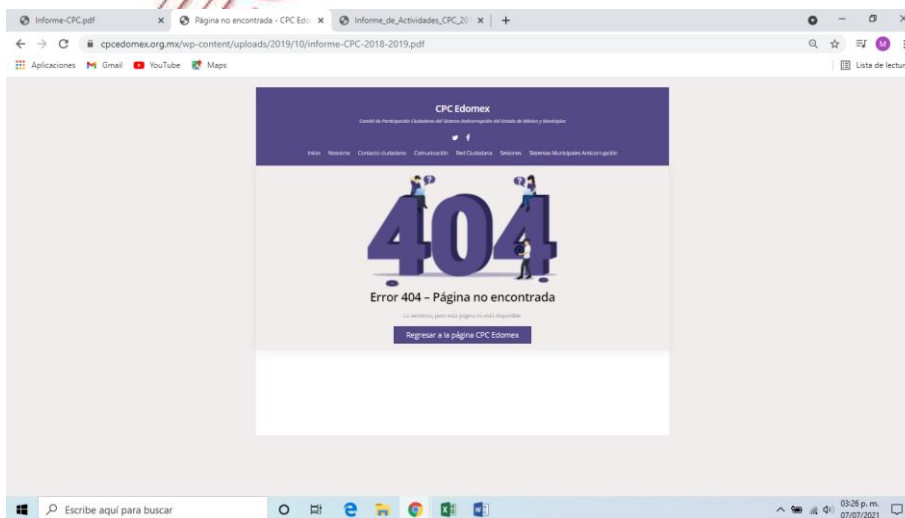 Informe-CPC.pdf
Página no encontrada - CPC Edo
Informe_de_Actividades_CPC_20
cpcedomex.org.mx/wp-content/uploads/2019/10/informe-CPC-2018-2019.pdf
M
Aplicaciones
Gmail
YouTube
Maps
Lista de lectur
CPC Edomex
Comité de Participación Ciudadana del Sistema Anticorrupción del Estado de México y Municipios
Inicio Nosotros Contacto ciudadano Comunicación Red Ciudadana Sesiones Sistemas Municipales Anticorrupción
404
Error 404 – Página no encontrada
Lo sentimos, pero esta página no está disponible
Regresar a la página CPC Edomex
Escribe aquí para buscar
03:26 p. m.
07/07/2021